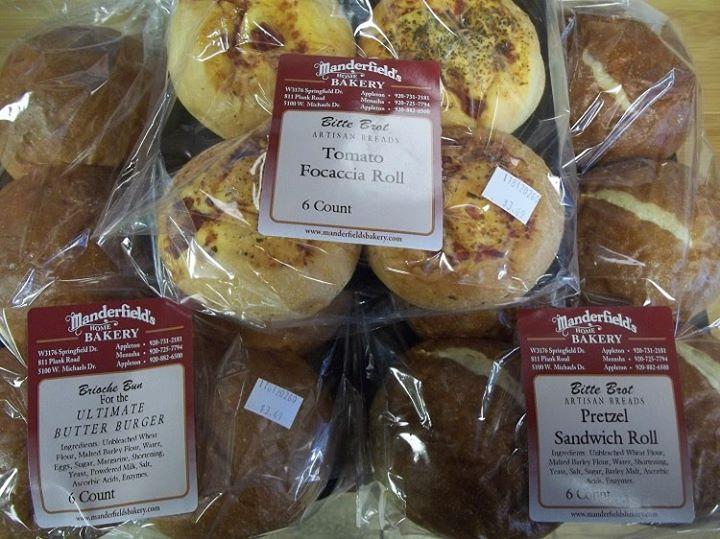 Manderfield's
HOME
BAKERY
W3176 Springfield Dr. Appleton • 920-731-2181
811 Plank Road Menasha • 920-725-7794
5100 W. Michaels Dr. Appleton • 920-882-6500
Bitte Brot
ARTISAN BREADS
Tomato
Focaccia Roll
6 Count
www.manderfieldsbakery.com
$3.69
Manderfield's
HOME
BAKERY
W3176 Springfield Dr. Appleton • 920-731-2181
811 Plank Road Menasha • 920-725-7794
5100 W. Michaels Dr. Appleton • 920-882-6500
Brioche Bun
For the
ULTIMATE
BUTTER BURGER
Ingredients: Unbleached Wheat
Flour, Malted Barley Flour, Water,
Eggs, Sugar, Margarine, Shortening,
Yeast, Powdered Milk, Salt,
Ascorbic Acids, Enzymes.
6 Count
www.manderfieldsbakery.com
$3.69
Manderfield's
HOME
BAKERY
W3176 Springfield Dr. Appleton • 920-731-2181
811 Plank Road Menasha • 920-725-7794
5100 W. Michaels Dr. Appleton • 920-882-6500
Bitte Brot
ARTISAN BREADS
Pretzel
Sandwich Roll
Ingredients: Unbleached Wheat Flour,
Malted Barley Flour, Water, Shortening,
Yeast, Salt, Sugar, Barley Malt, Ascorbic
Acids, Enzymes.
6 Count
www.manderfieldsbakery.com